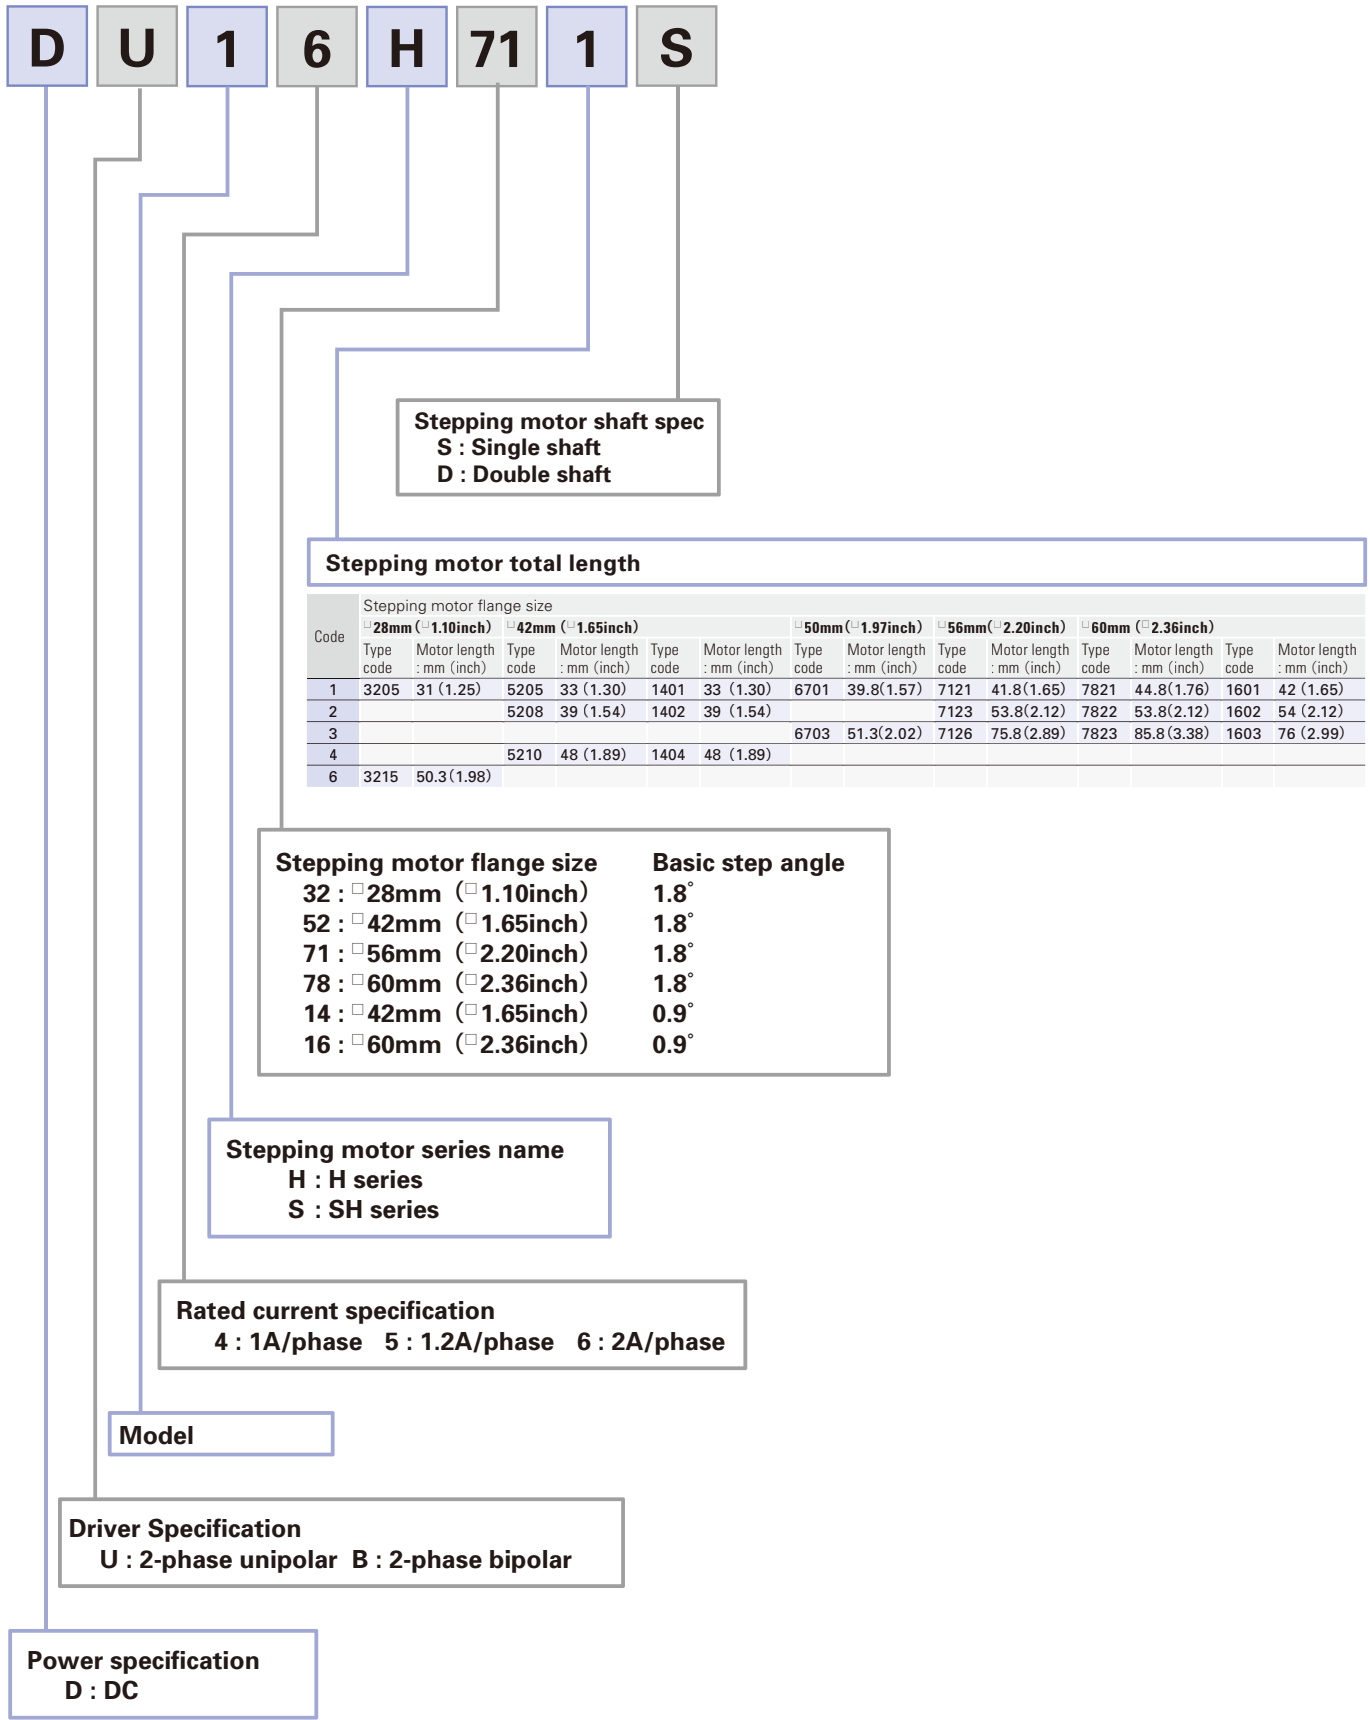 D U 1 6 H 71 1 S
Stepping motor shaft spec
S : Single shaft
D : Double shaft
Stepping motor total length
Code Stepping motor flange size
□28mm (□1.10inch) □42mm (□1.65inch) □50mm (□1.97inch) □56mm(□2.20inch) □60mm (□2.36inch)
Type code Motor length : mm (inch) Type code Motor length : mm (inch) Type code Motor length : mm (inch) Type code Motor length : mm (inch) Type code Motor length : mm (inch) Type code Motor length : mm (inch) Type code Motor length : mm (inch)
1 3205 31 (1.25) 5205 33 (1.30) 1401 33 (1.30) 6701 39.8(1.57) 7121 41.8(1.65) 7821 44.8(1.76) 1601 42 (1.65)
2 5208 39 (1.54) 1402 39 (1.54) 7123 53.8(2.12) 7822 53.8(2.12) 1602 54 (2.12)
3 6703 51.3(2.02) 7126 75.8(2.89) 7823 85.8(3.38) 1603 76 (2.99)
4 5210 48 (1.89) 1404 48 (1.89)
6 3215 50.3(1.98)
Stepping motor flange size Basic step angle
32 : □28mm (□1.10inch) 1.8°
52 : □42mm (□1.65inch) 1.8°
71 : □56mm (□2.20inch) 1.8°
78 : □60mm (□2.36inch) 1.8°
14 : □42mm (□1.65inch) 0.9°
16 : □60mm (□2.36inch) 0.9°
Stepping motor series name
H : H series
S : SH series
Rated current specification
4 : 1A/phase 5 : 1.2A/phase 6 : 2A/phase
Model
Driver Specification
U : 2-phase unipolar B : 2-phase bipolar
Power specification
D : DC